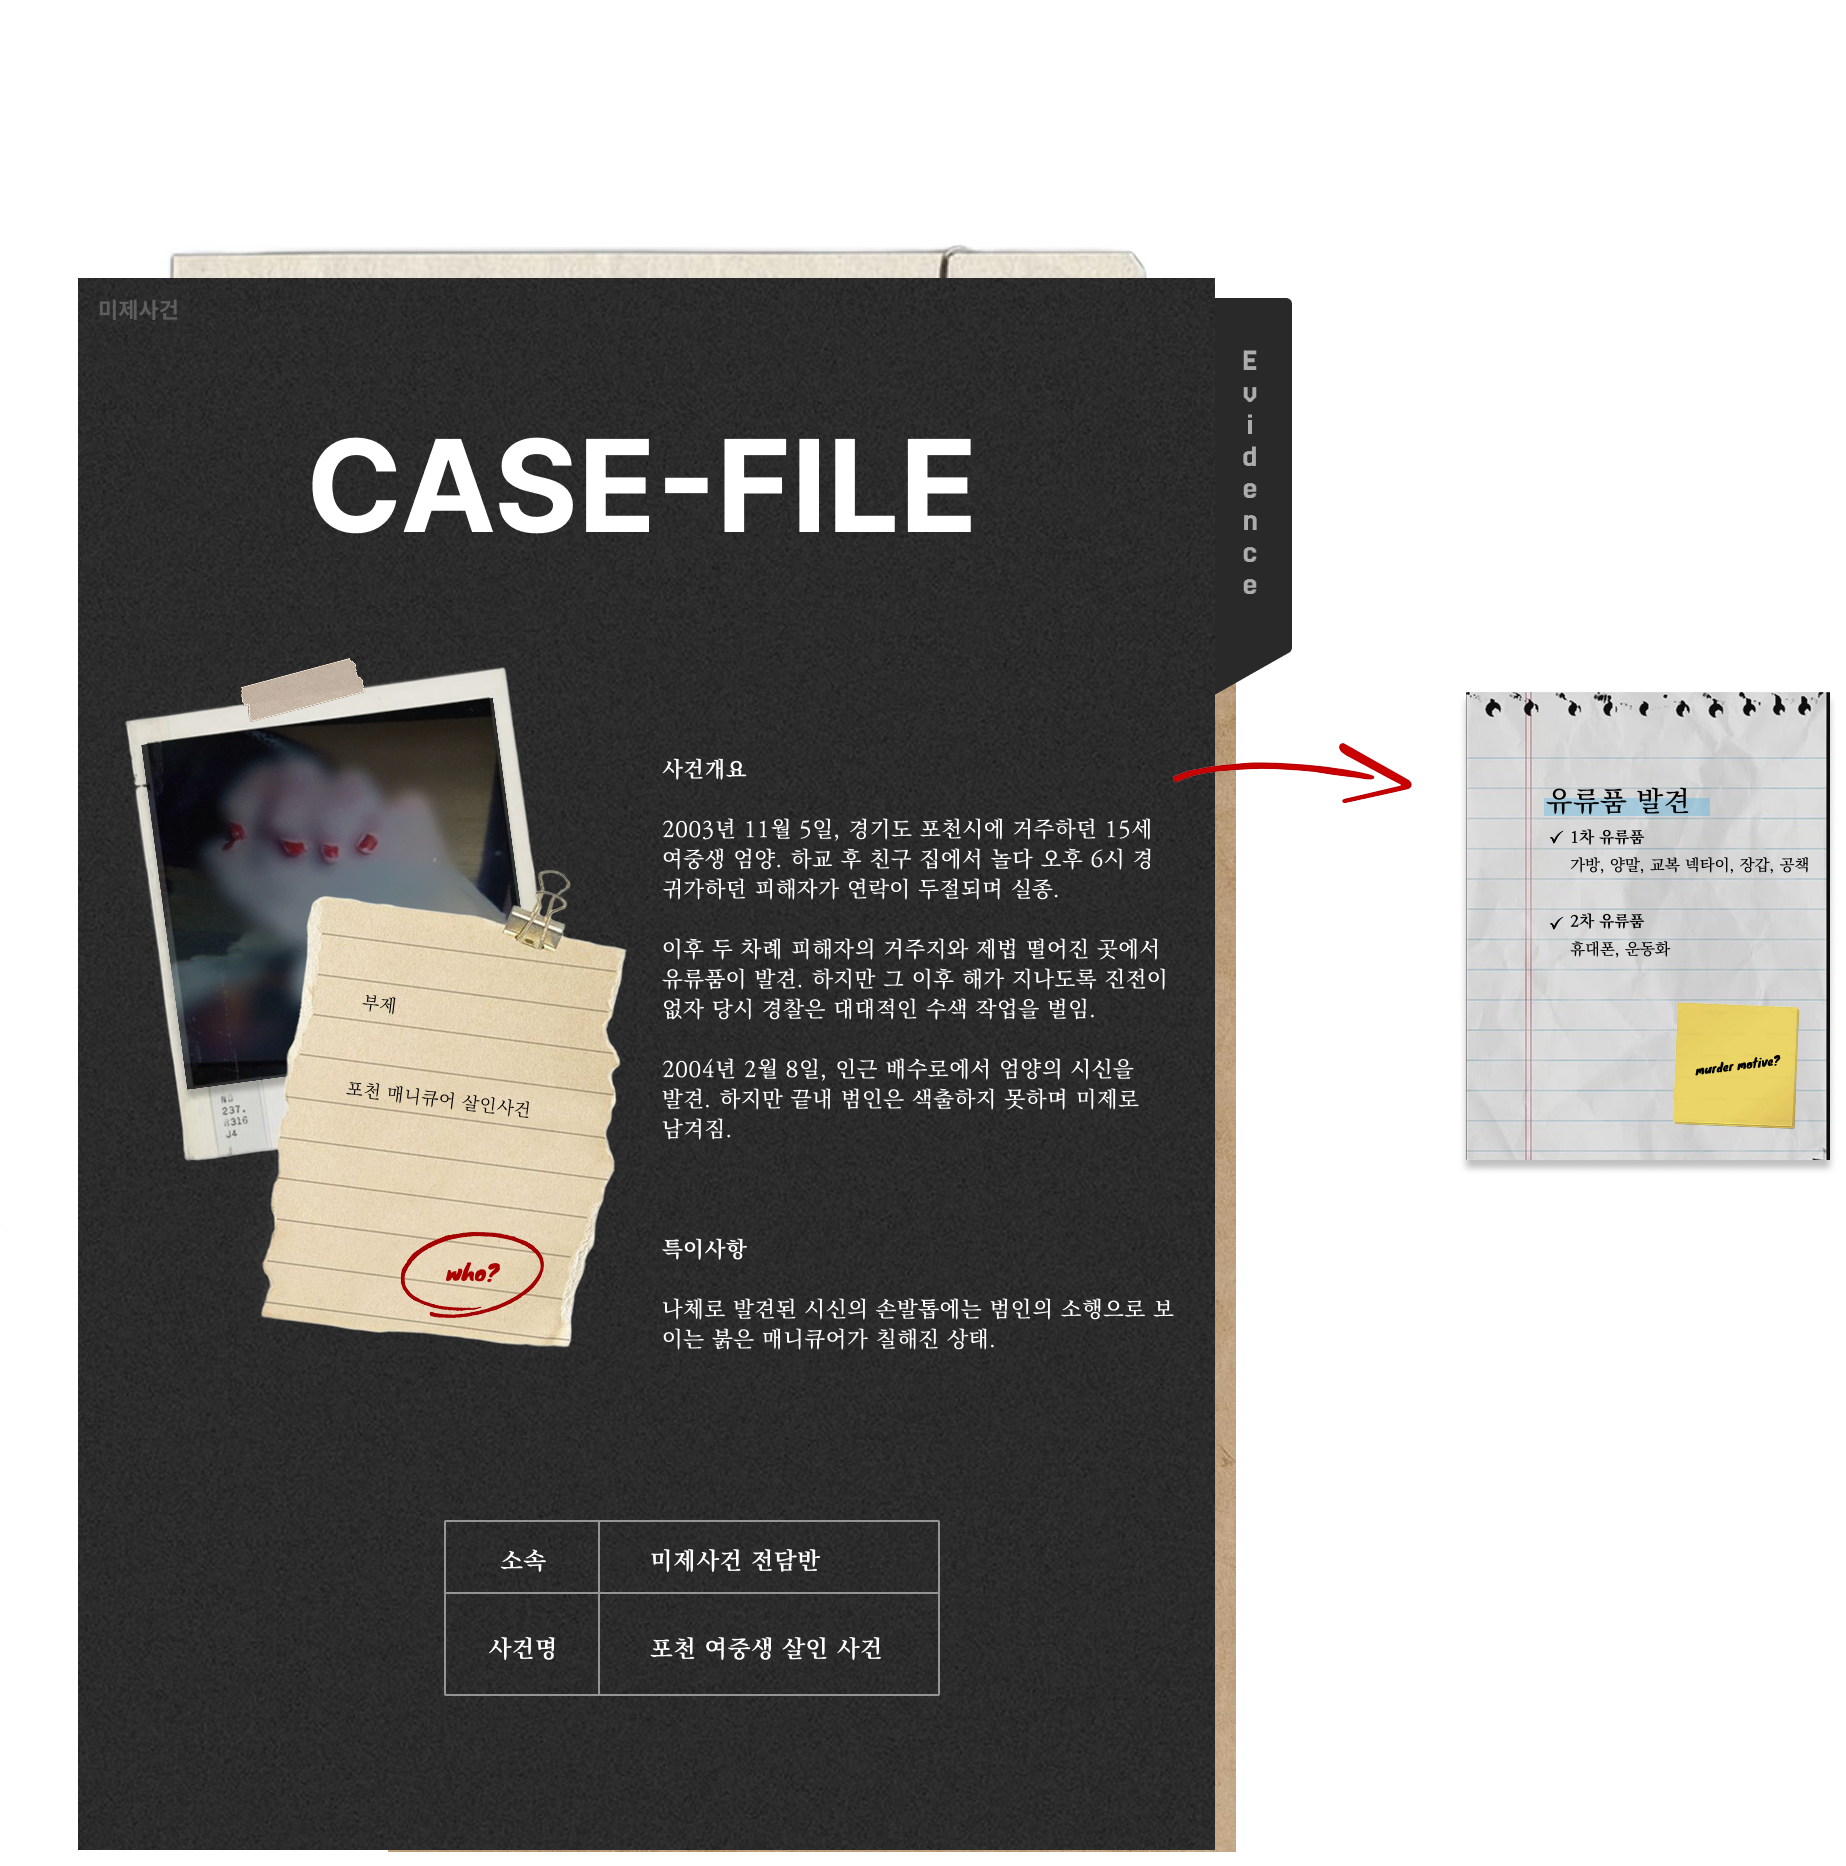 미제사건
Evidence
CASE-FILE
사건개요
2003년 11월 5일, 경기도 포천시에 거주하던 15세
여중생 엄양. 하교 후 친구 집에서 놀다 오후 6시 경
귀가하던 피해자가 연락이 두절되며 실종.
이후 두 차례 피해자의 거주지와 제법 떨어진 곳에서
유류품이 발견. 하지만 그 이후 해가 지나도록 진전이
없자 당시 경찰은 대대적인 수색 작업을 벌임.
2004년 2월 8일, 인근 배수로에서 엄양의 시신을
발견. 하지만 끝내 범인은 색출하지 못하며 미제로
남겨짐.
특이사항
나체로 발견된 시신의 손발톱에는 범인의 소행으로 보
이는 붉은 매니큐어가 칠해진 상태.
237.
J4
부제
포천 매니큐어 살인사건
who?
유류품 발견
✓ 1차 유류품
가방, 양말, 교복 넥타이, 장갑, 공책
✓ 2차 유류품
휴대폰, 운동화
murder motive?
소속 미제사건 전담반
사건명 포천 여중생 살인 사건